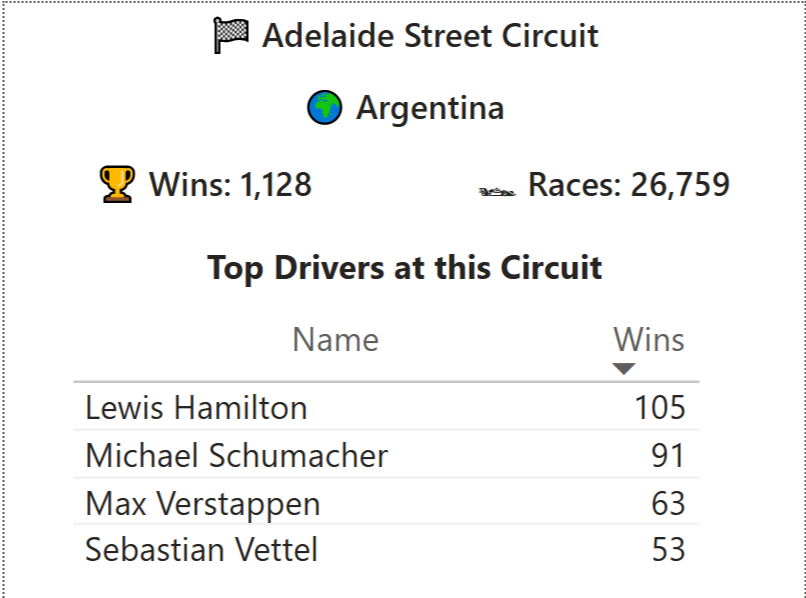 Adelaide Street Circuit
Argentina
Wins: 1,128 Races: 26,759
Top Drivers at this Circuit
Name Wins
Lewis Hamilton 105
Michael Schumacher 91
Max Verstappen 63
Sebastian Vettel 53